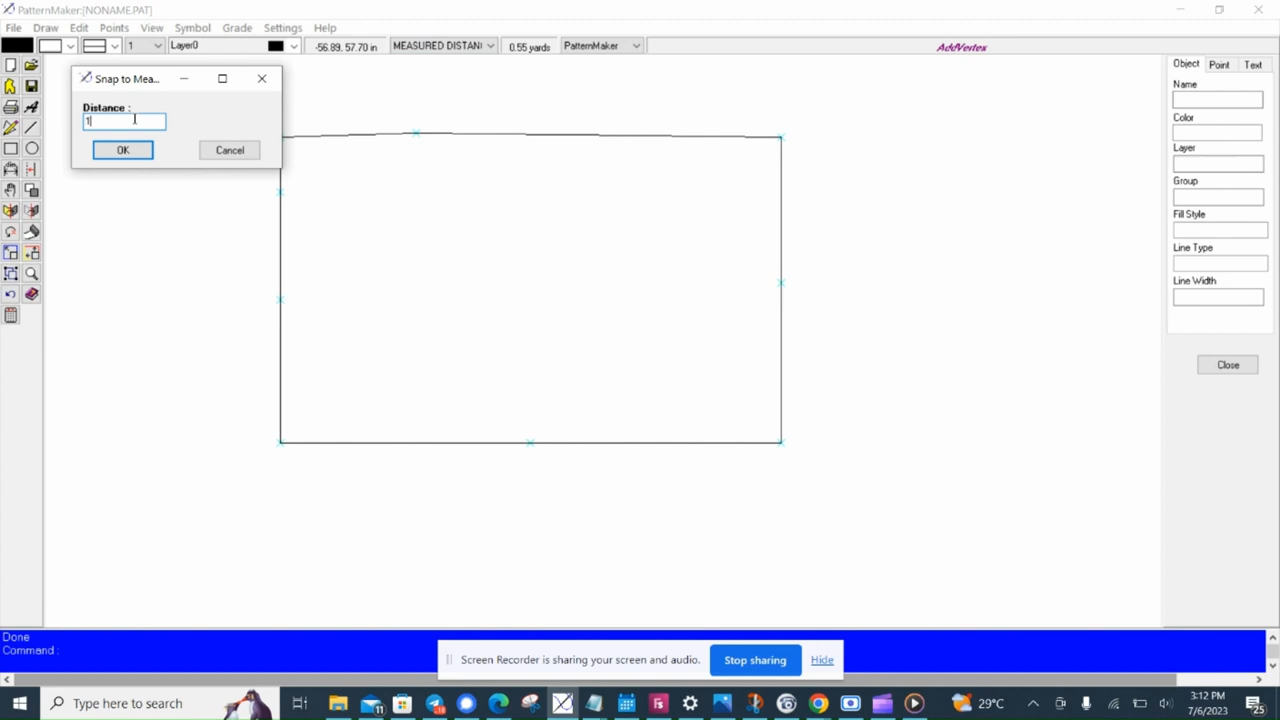 PatternMaker:[NONAME.PAT]
File Draw Edit Points View Symbol Grade Settings Help
1 Layer0 -56.89, 57.70 in MEASURED DISTANI 0.55 yards PatternMaker AddVertex
Snap to Mea...
Distance :
1
OK Cancel
Object Point Text
Name
Color
Layer
Group
Fill Style
Line Type
Line Width
Close
Done
Command :
Screen Recorder is sharing your screen and audio. Stop sharing Hide
Type here to search
29°C
3:12 PM
7/6/2023